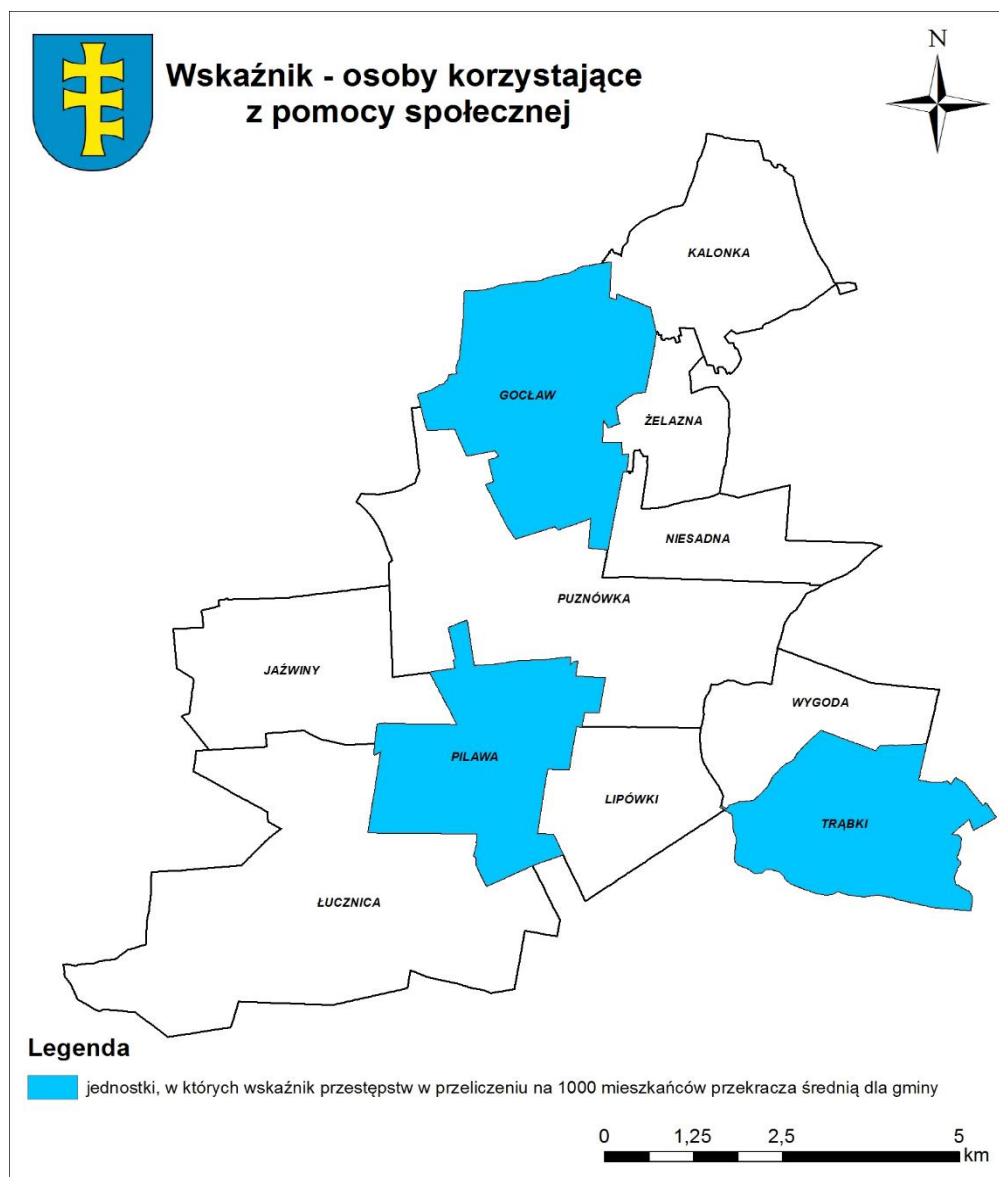 Wskaźnik - osoby korzystające
z pomocy społecznej
N
KALONKA
GOCŁAW
ŻELAZNA
NIESADNA
PUZNÓWKA
JAŹWINY
WYGODA
PILAWA
LIPÓWKI
TRĄBKI
ŁUCZNICA
Legenda
jednostki, w których wskaźnik przestępstw w przeliczeniu na 1000 mieszkańców przekracza średnią dla gminy
0 1,25 2,5 5
km